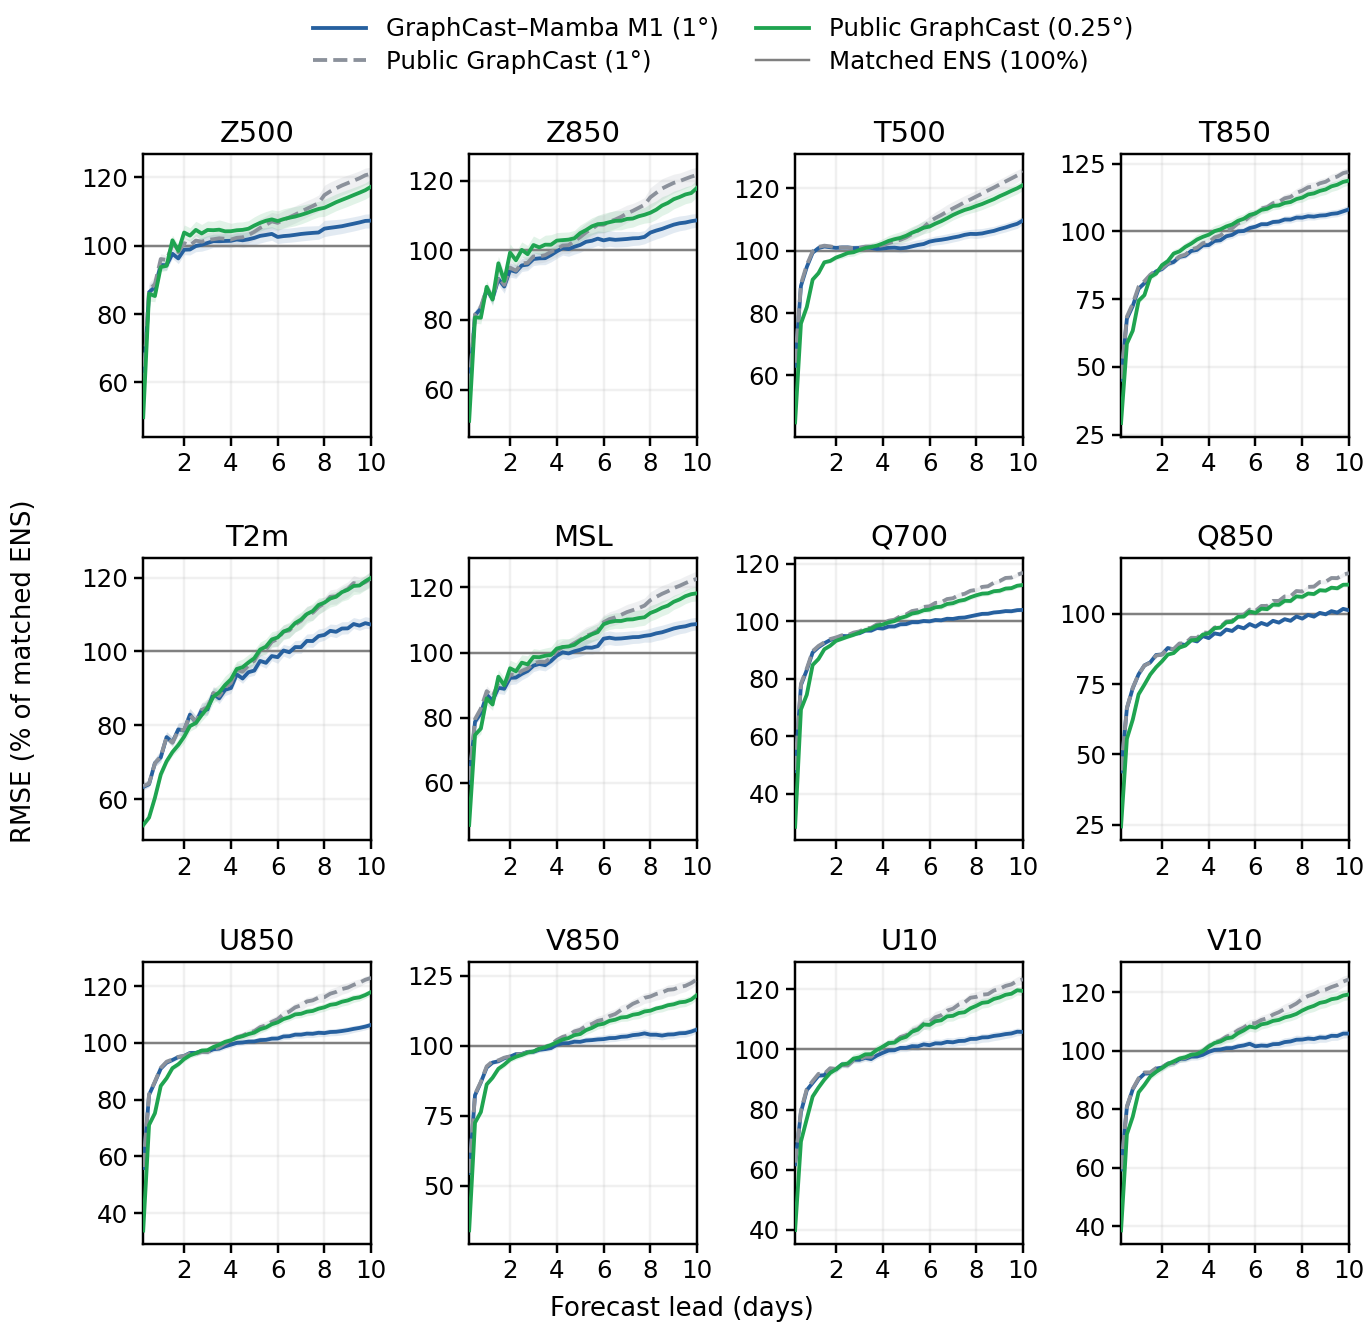 GraphCast–Mamba M1 (1°) Public GraphCast (0.25°)
Public GraphCast (1°) Matched ENS (100%)
Z500 Z850 T500 T850
120 100 80 60
120 100 80 60
120 100 80 60
125 100 75 50 25
2 4 6 8 10 2 4 6 8 10 2 4 6 8 10 2 4 6 8 10
RMSE (% of matched ENS)
T2m MSL Q700 Q850
120 100 80 60
120 100 80 60
120 100 80 60 40
100 75 50 25
2 4 6 8 10 2 4 6 8 10 2 4 6 8 10 2 4 6 8 10
U850 V850 U10 V10
120 100 80 60 40
125 100 75 50
120 100 80 60 40
120 100 80 60 40
2 4 6 8 10 2 4 6 8 10 2 4 6 8 10 2 4 6 8 10
Forecast lead (days)